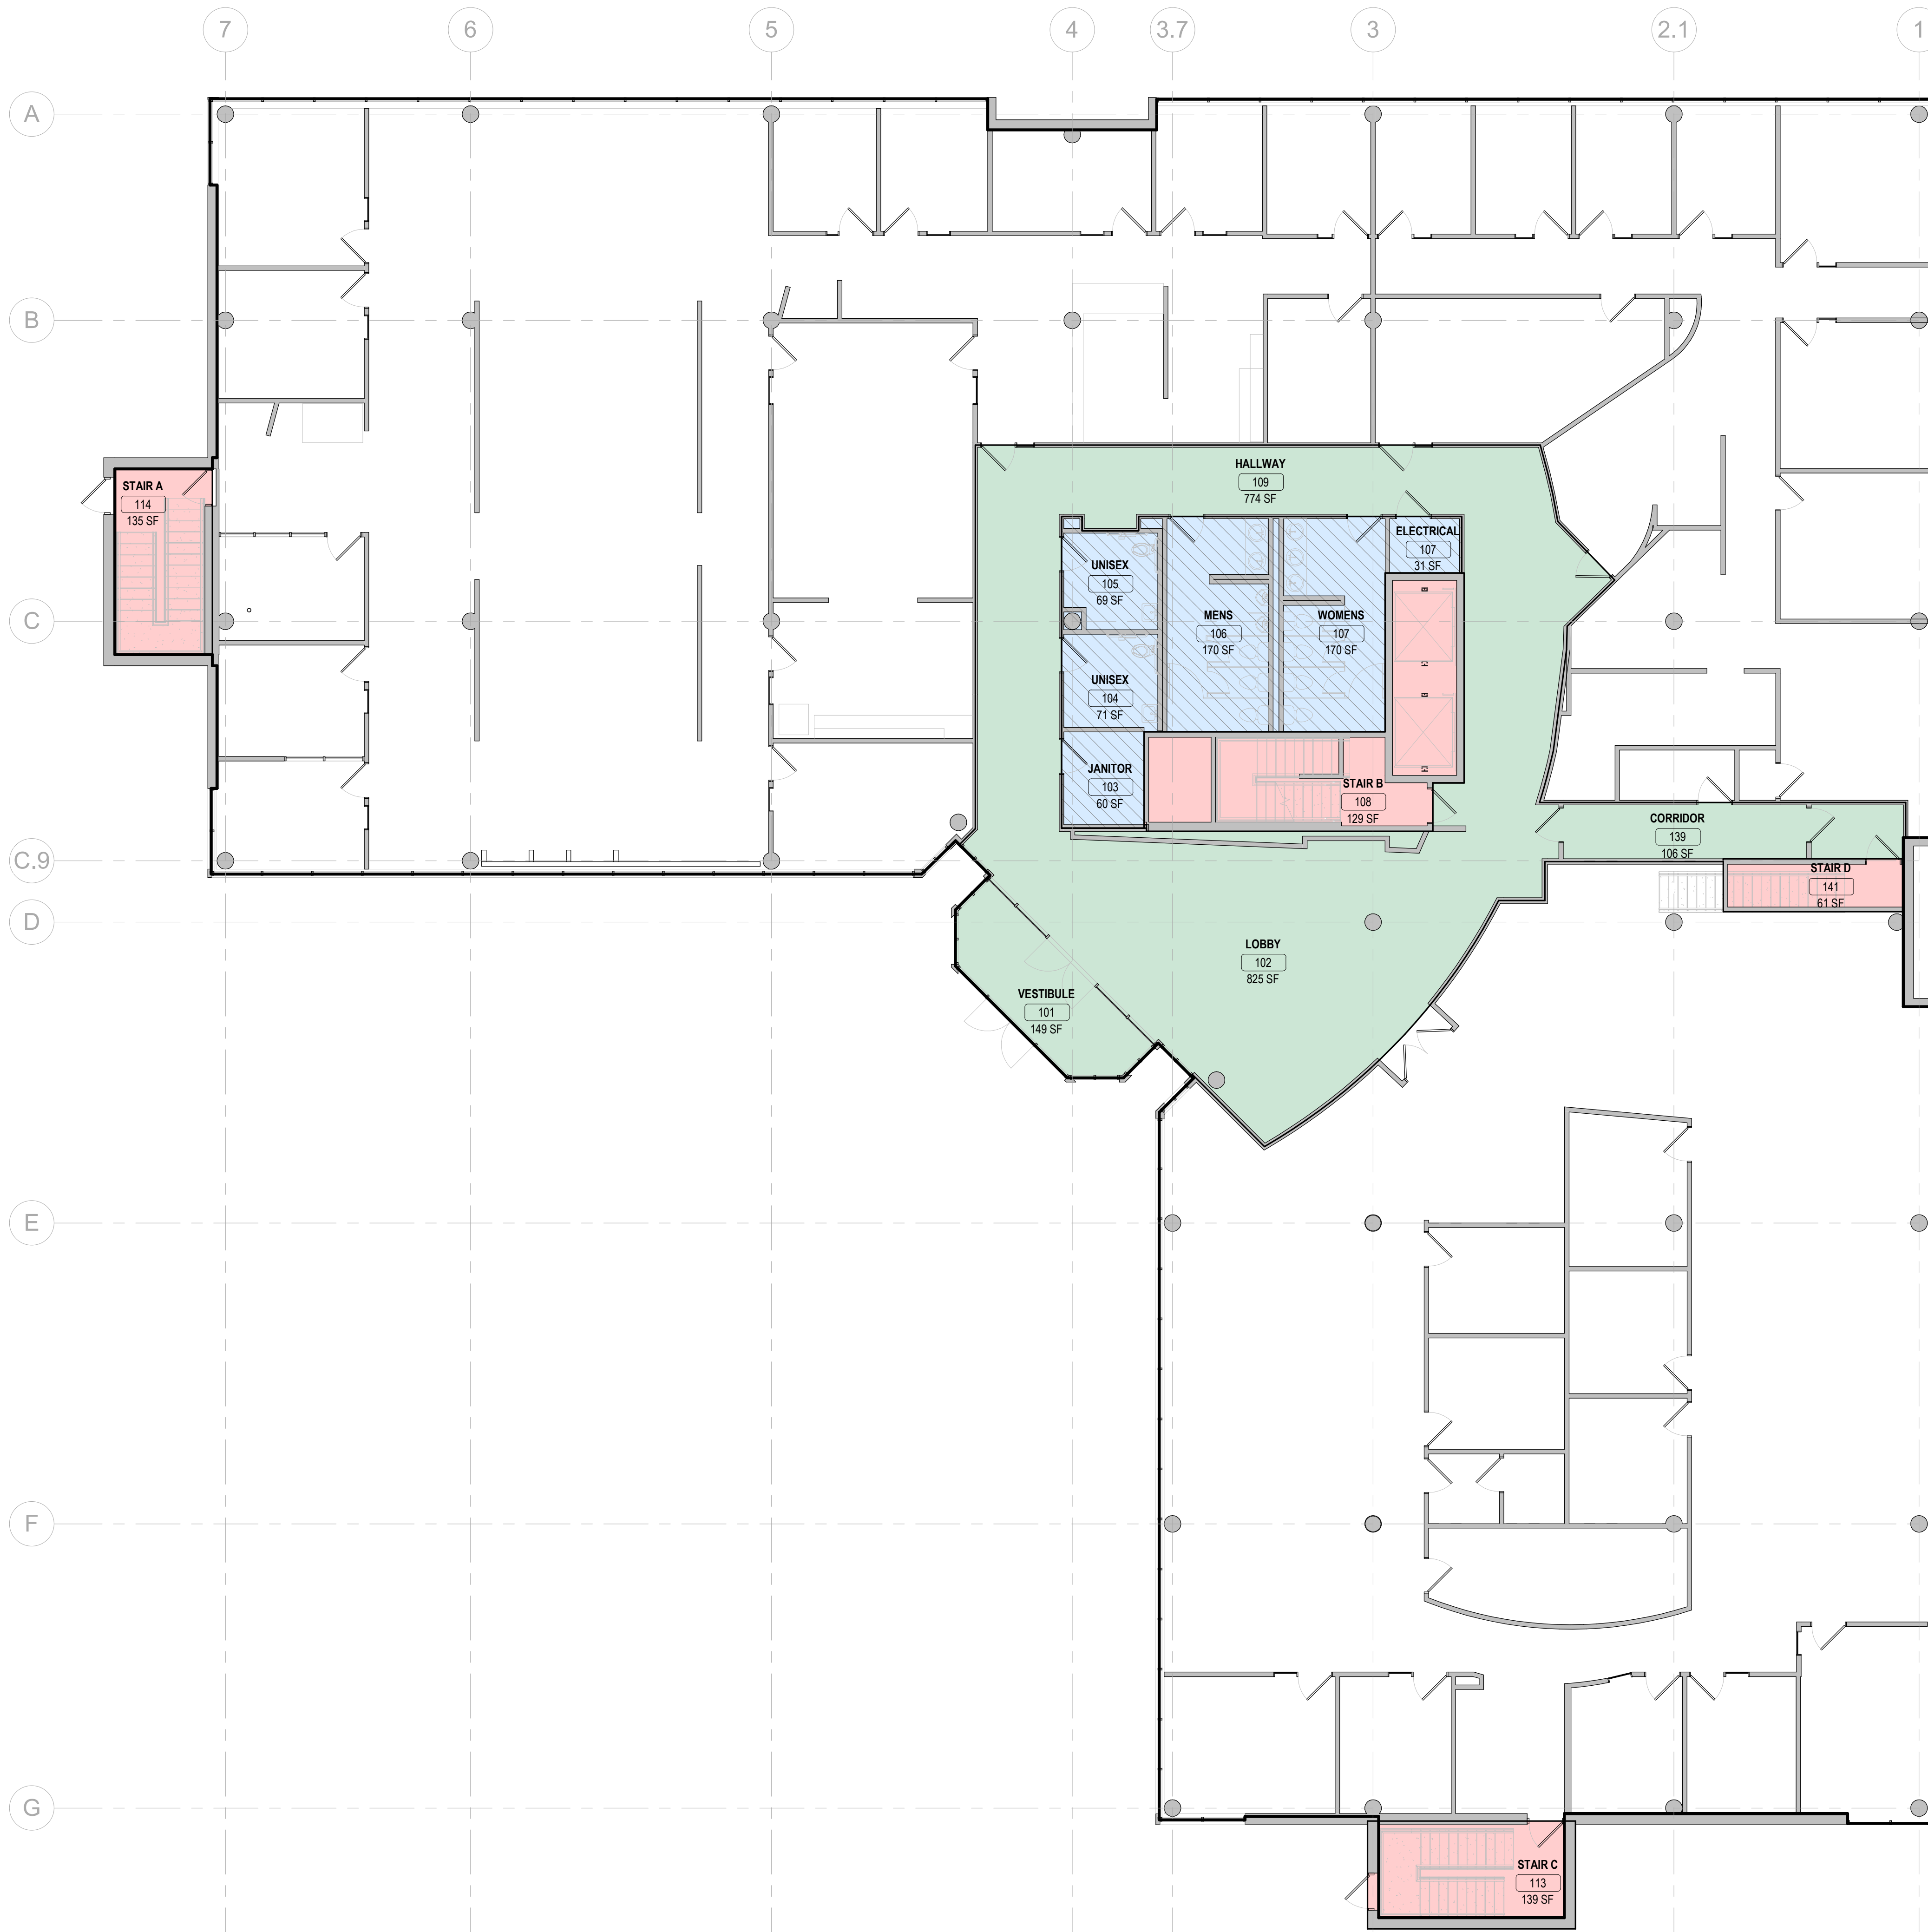 7
6
5
4
3.7
3
2.1
1
A
B
C
C.9
D
E
F
G
HALLWAY
109
774 SF
STAIR A
114
135 SF
ELECTRICAL
107
31 SF
UNISEX
105
69 SF
MENS
106
170 SF
WOMENS
107
170 SF
UNISEX
104
71 SF
JANITOR
103
60 SF
STAIR B
108
129 SF
CORRIDOR
139
106 SF
STAIR D
141
61 SF
LOBBY
102
825 SF
VESTIBULE
101
149 SF
STAIR C
113
139 SF